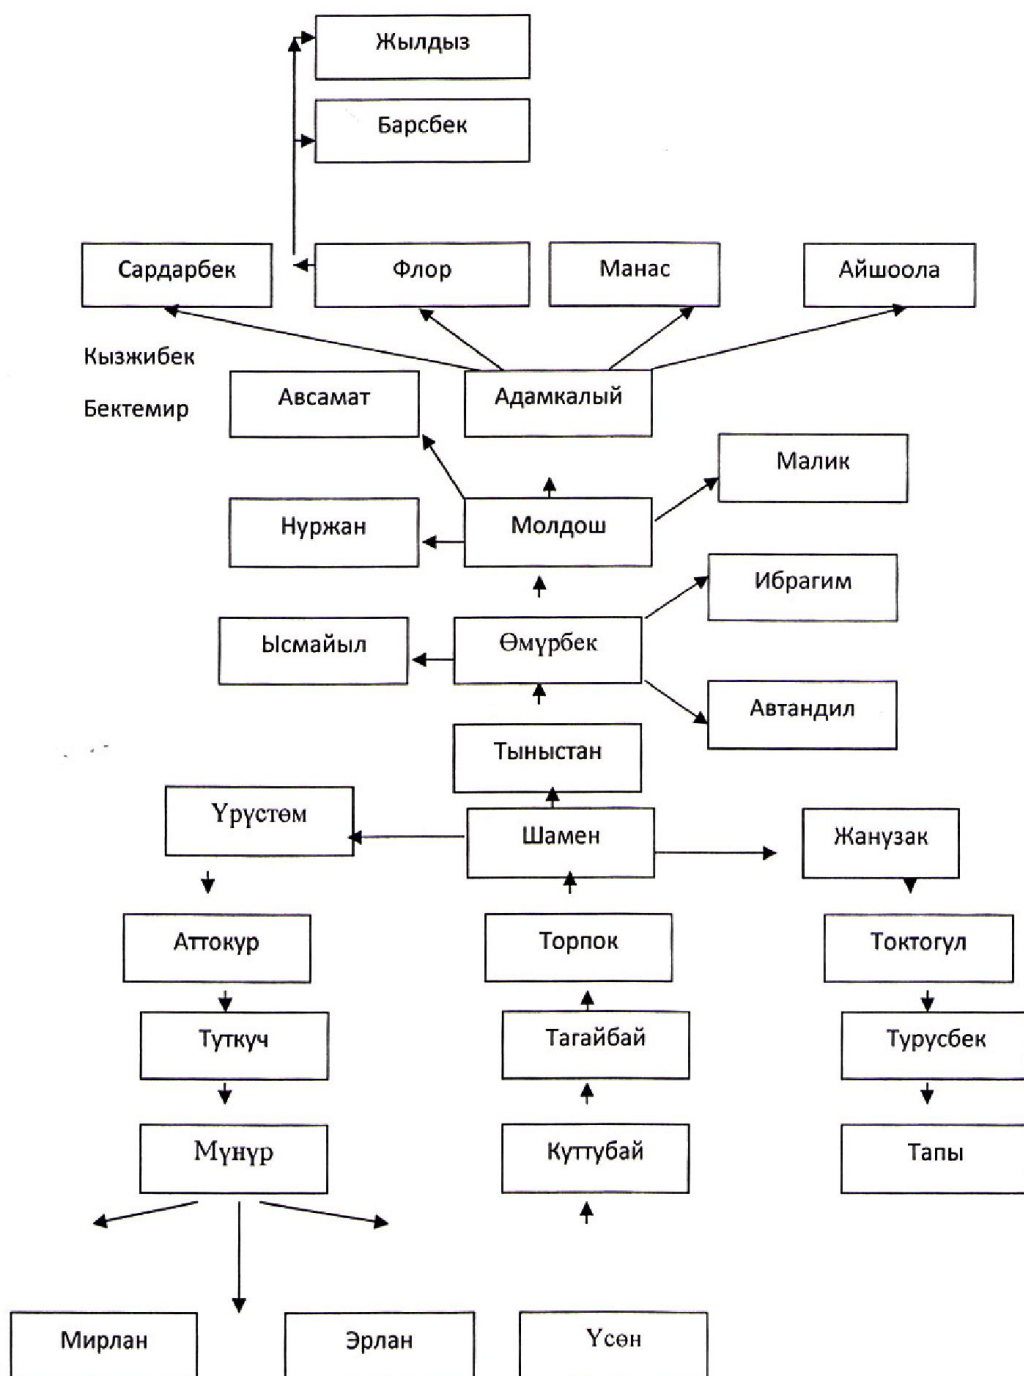 Жылдыз
Барсбек
Сардарбек
Флор
Манас
Айшоола
Кызжибек
Бектемир
Авсамат
Адамкалый
Малик
Нуржан
Молдош
Ибрагим
Ысмайыл
Өмүрбек
Автандил
Тыныстан
Үрүстөм
Шамен
Жанузак
Аттокур
Торпок
Токтогул
Туткуч
Тагайбай
Турусбек
Мүнүр
Куттубай
Тапы
Мирлан
Эрлан
Үсөн